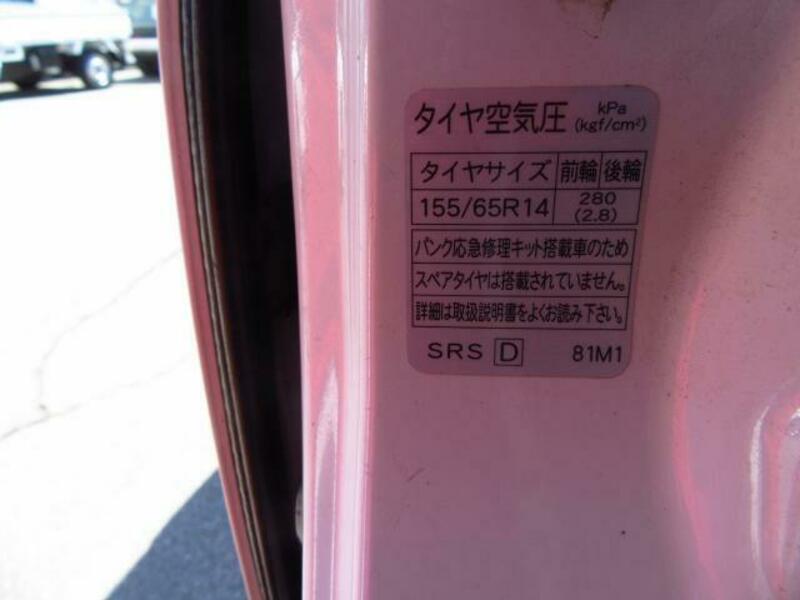 タイヤ空気圧 kPa (kgf/cm²)
タイヤサイズ 前輪 後輪
155/65R14 280 (2.8)
パンク応急修理キット搭載車のため
スペアタイヤは搭載されていません。
詳細は取扱説明書をよくお読み下さい。
SRS D 81M1